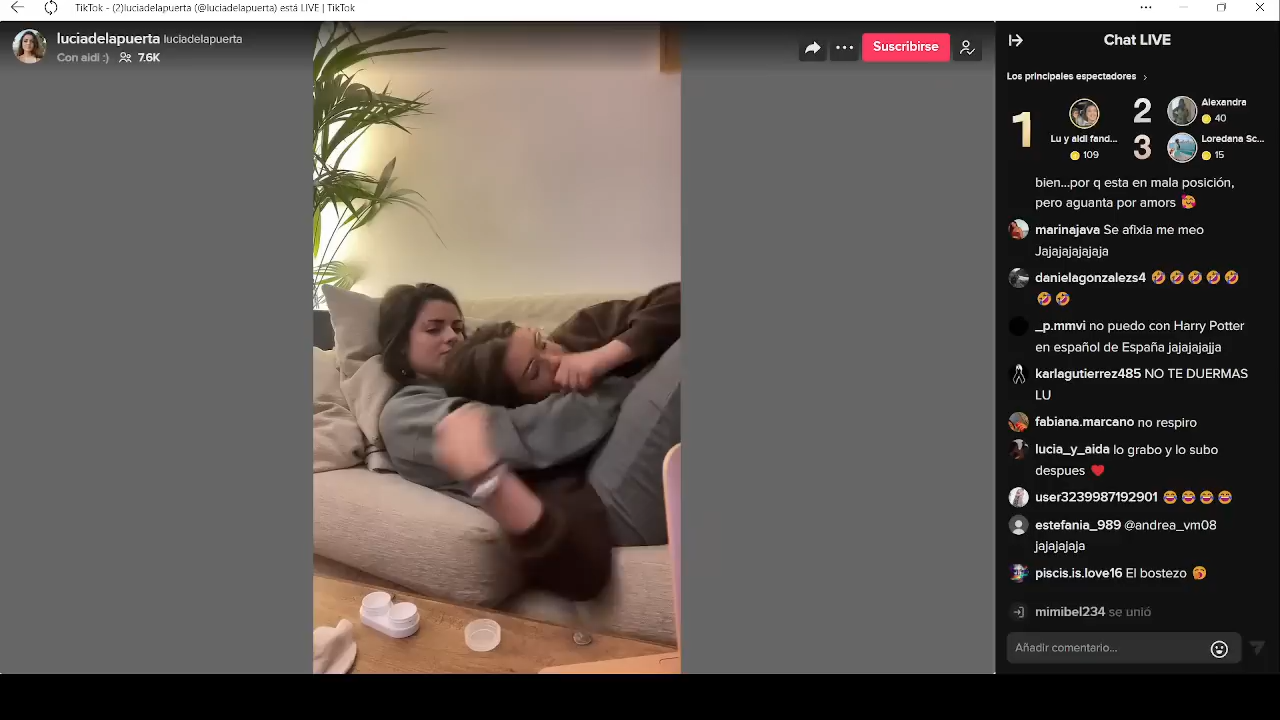 TikTok - (2)luciadelapuerta (@luciadelapuerta) está LIVE | TikTok
luciadelapuerta luciadelapuerta
Con aidi :) 7.6K
Suscribirse
Chat LIVE
Los principales espectadores
1
Lu y aidi fand...
109
2
Alexandra
40
3
Loredana Sc...
15
bien...por q esta en mala posición,
pero aguanta por amors
marinajava Se afixia me meo
Jajajajajajaja
danielagonzalezs4
_p.mmvi no puedo con Harry Potter
en español de España jajajajajja
karlagutierrez485 NO TE DUERMAS
LU
fabiana.marcano no respiro
lucia_y_aida lo grabo y lo subo
despues
user3239987192901
estefania_989 @andrea_vm08
jajajajaja
piscis.is.love16 El bostezo
mimibel234 se unió
Añadir comentario...